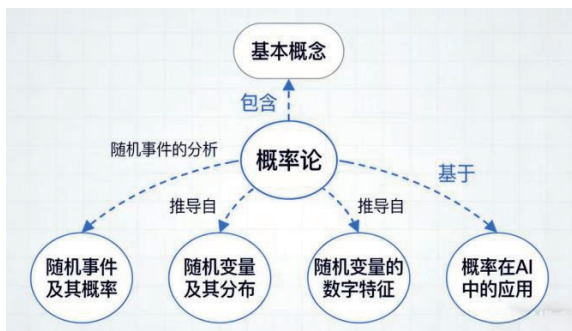 基本概念
包含
随机事件的分析
概率论
基于
推导自
推导自
随机事件
及其概率
随机变量
及其分布
随机变量的
数字特征
概率在AI
中的应用